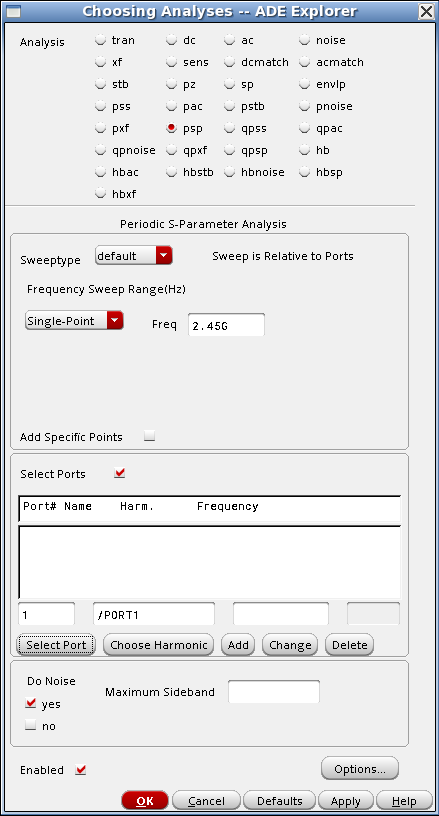 Choosing Analyses -- ADE Explorer
Analysis tran dc ac noise
xf sens dcmatch acmatch
stb pz sp envlp
pss pac pstb pnoise
pxf psp qpss qpac
qpnoise qpxf qpsp hb
hbac hbstb hbnoise hbsp
hbxf
Periodic S-Parameter Analysis
Sweeptype default Sweep is Relative to Ports
Frequency Sweep Range(Hz)
Single-Point Freq 2.45G
Add Specific Points
Select Ports
Port# Name Harm. Frequency
1 /PORT1
Select Port Choose Harmonic Add Change Delete
Do Noise
yes Maximum Sideband
no
Enabled Options...
OK Cancel Defaults Apply Help